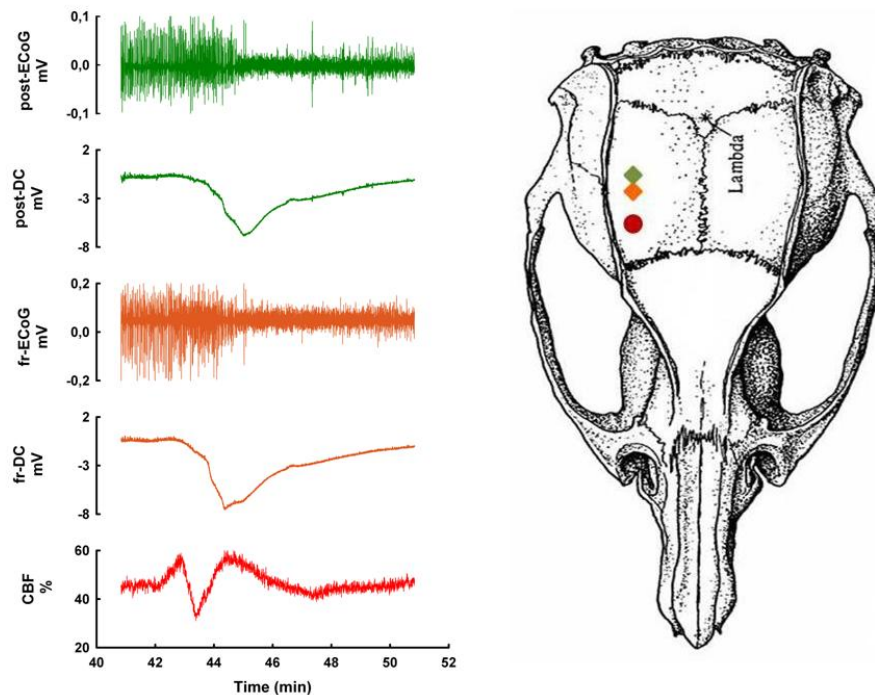 0,1
post-ECoG
mV
0,0
-0,1
2
post-DC
mV
-3
-8
0,2
fr-ECoG
mV
0,0
-0,2
2
fr-DC
mV
-3
-8
60
CBF
%
40
20
40 42 44 46 48 50 52
Time (min)
Lambda